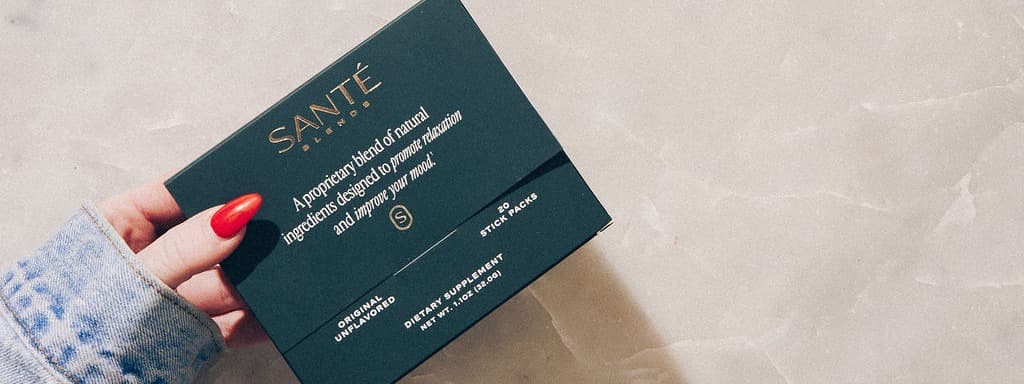 SANTÉ
BLENDS
A proprietary blend of natural
ingredients designed to promote relaxation
and improve your mood.*
S
20
STICK PACKS
ORIGINAL
UNFLAVORED
DIETARY SUPPLEMENT
NET WT. 1.1OZ (32.0G)